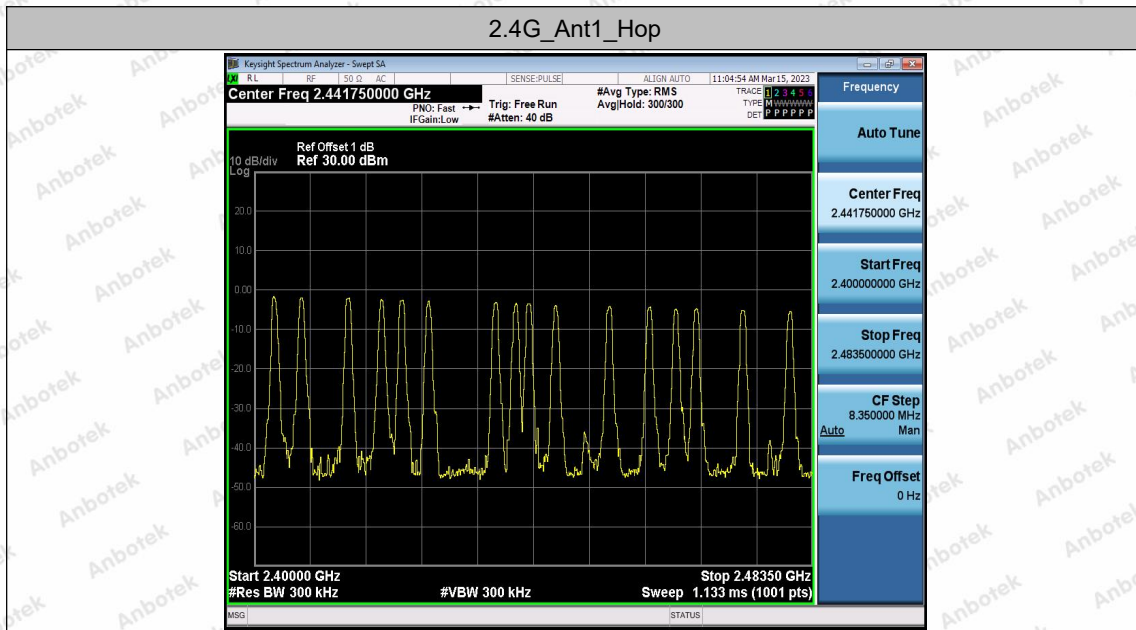 2.4G_Ant1_Hop
Keysight Spectrum Analyzer - Swept SA
RL RF 50 Ω AC SENSE:PULSE ALIGN AUTO 11:04:54 AM Mar 15, 2023
Center Freq 2.441750000 GHz
PNO: Fast
IFGain:Low
Trig: Free Run
#Atten: 40 dB
#Avg Type: RMS
Avg|Hold: 300/300
TRACE 1 2 3 4 5 6
TYPE M W W W W W
DET P P P P P P
Ref Offset 1 dB
10 dB/div Ref 30.00 dBm
Log
20.0
10.0
0.00
-10.0
-20.0
-30.0
-40.0
-50.0
-60.0
Start 2.40000 GHz Stop 2.48350 GHz
#Res BW 300 kHz #VBW 300 kHz Sweep 1.133 ms (1001 pts)
MSG STATUS
Frequency
Auto Tune
Center Freq
2.441750000 GHz
Start Freq
2.400000000 GHz
Stop Freq
2.483500000 GHz
CF Step
8.350000 MHz
Auto Man
Freq Offset
0 Hz
Anbotek